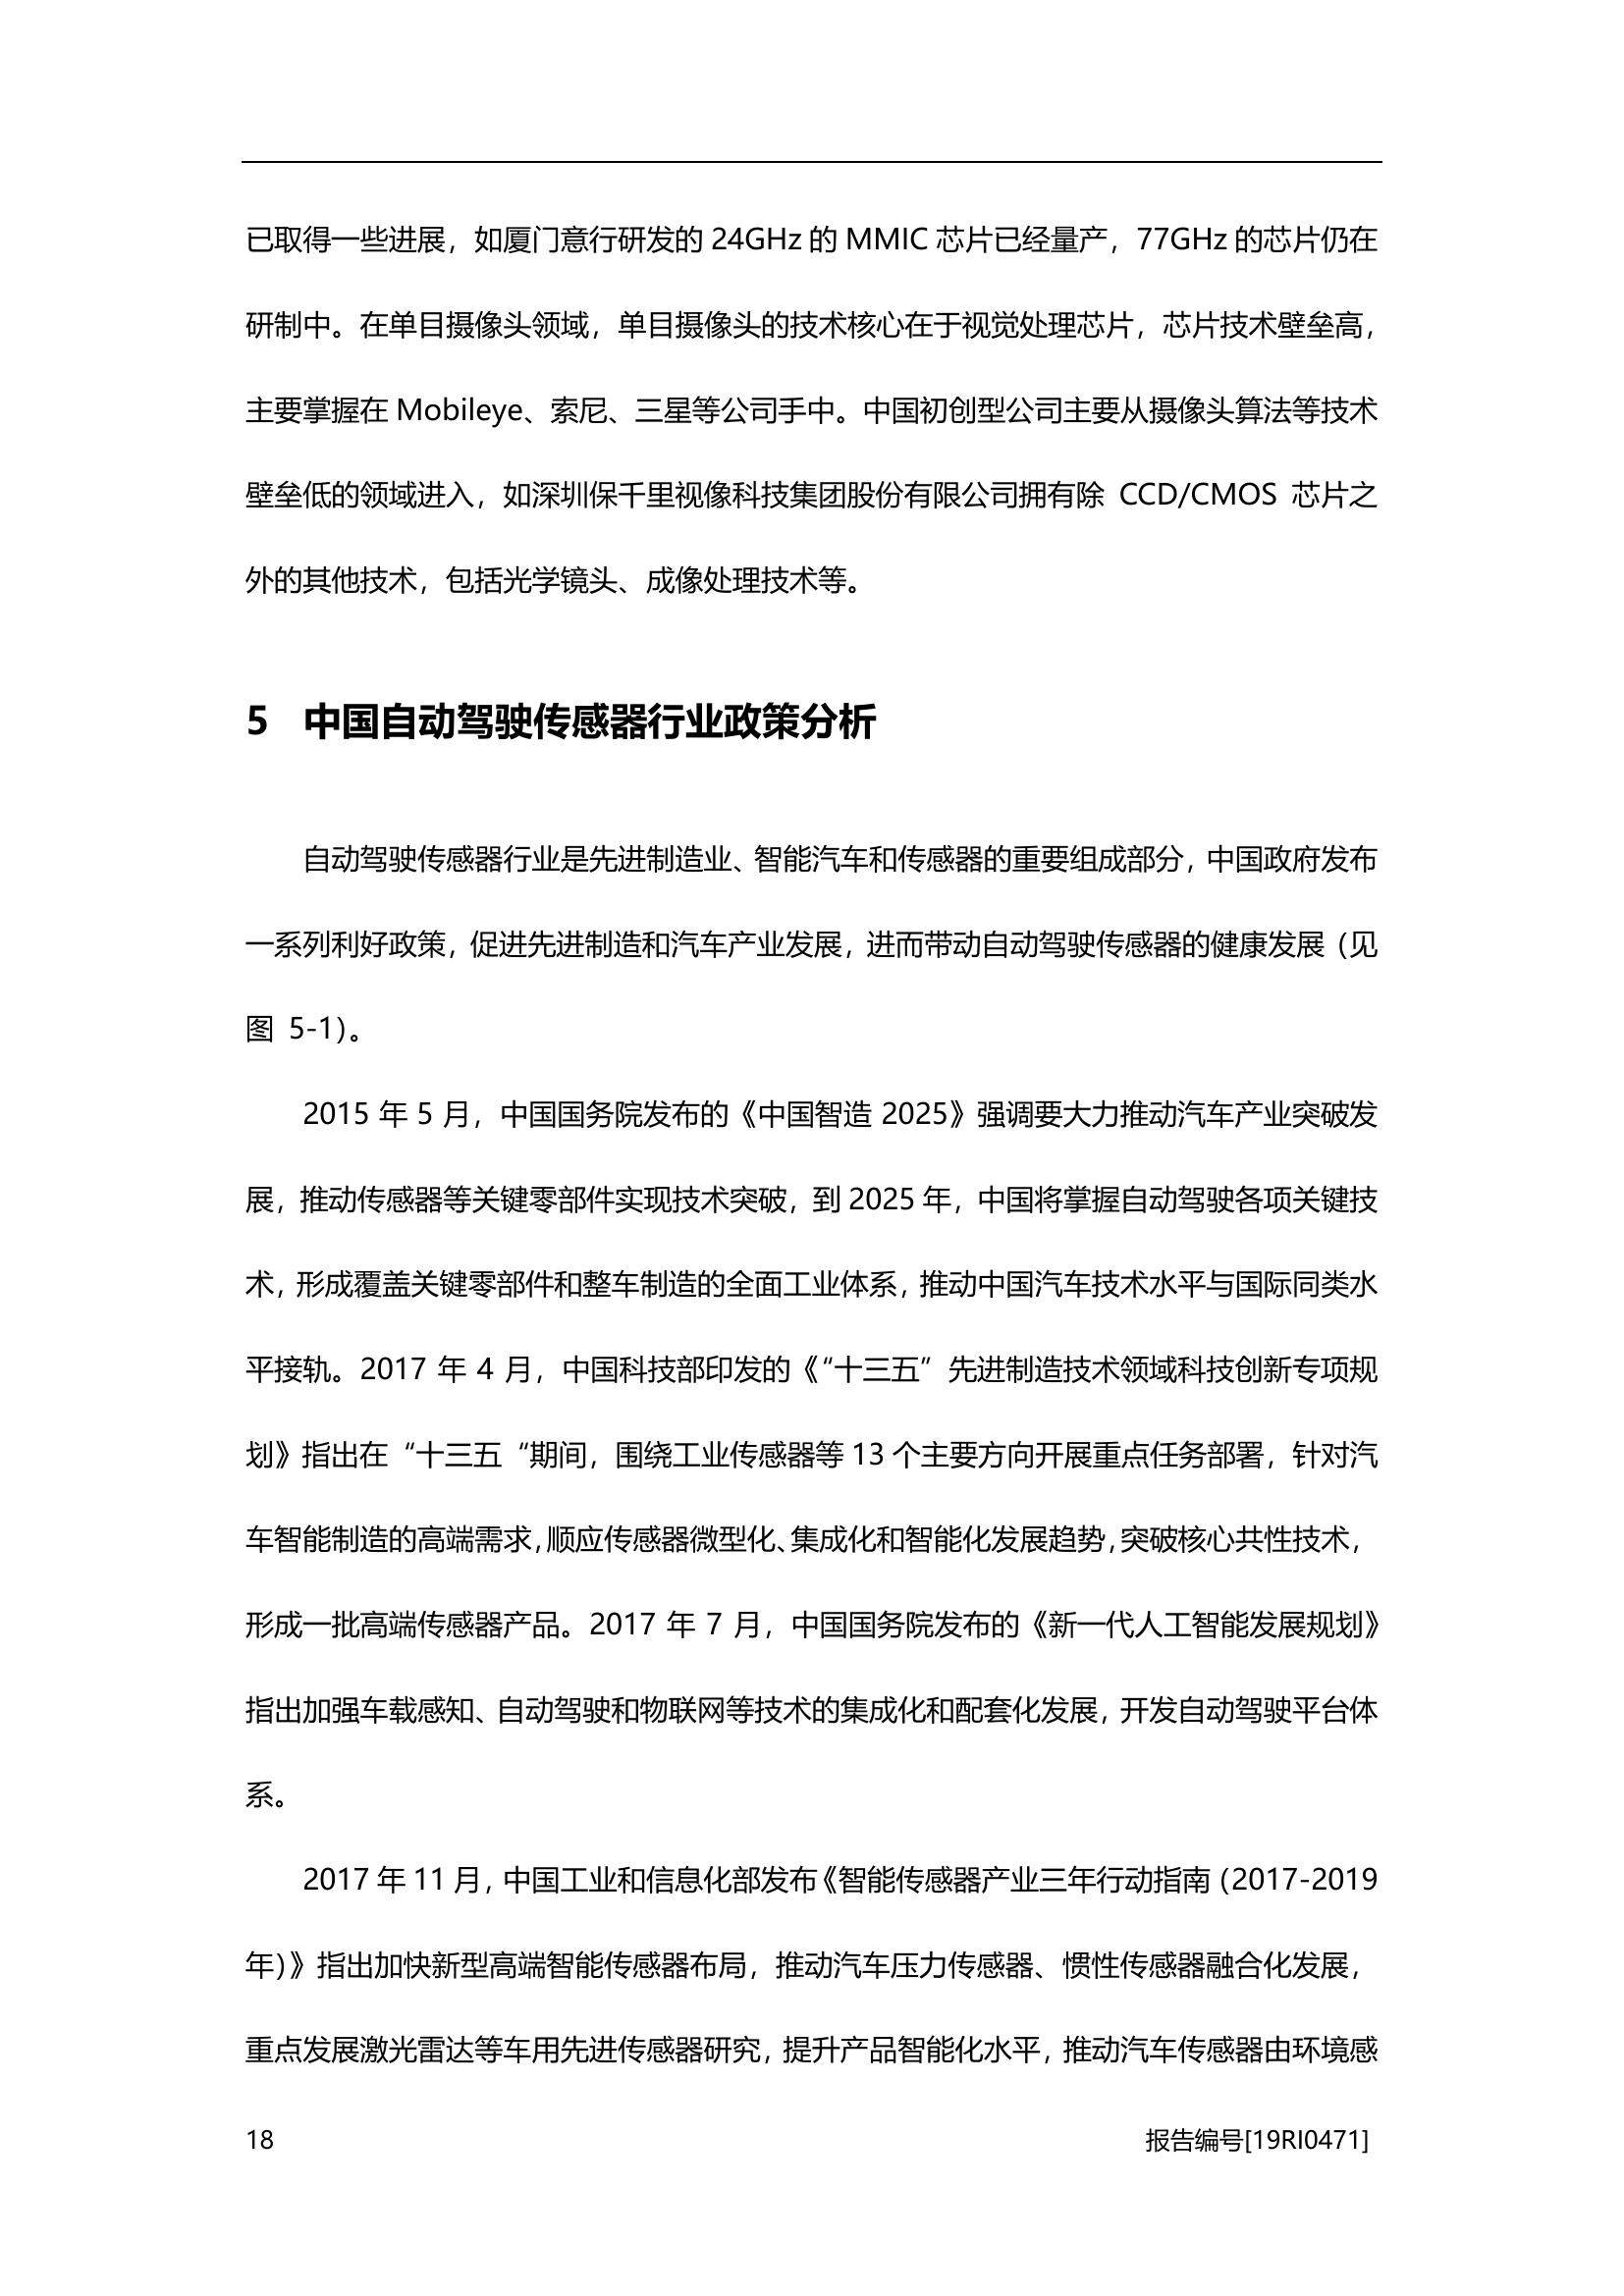 已取得一些进展，如厦门意行研发的 24GHz 的 MMIC 芯片已经量产，77GHz 的芯片仍在
研制中。在单目摄像头领域，单目摄像头的技术核心在于视觉处理芯片，芯片技术壁垒高，
主要掌握在 Mobileye、索尼、三星等公司手中。中国初创型公司主要从摄像头算法等技术
壁垒低的领域进入，如深圳保千里视像科技集团股份有限公司拥有除 CCD/CMOS 芯片之
外的其他技术，包括光学镜头、成像处理技术等。
5 中国自动驾驶传感器行业政策分析
自动驾驶传感器行业是先进制造业、智能汽车和传感器的重要组成部分，中国政府发布
一系列利好政策，促进先进制造和汽车产业发展，进而带动自动驾驶传感器的健康发展（见
图 5-1）。
2015 年 5 月，中国国务院发布的《中国智造 2025》强调要大力推动汽车产业突破发
展，推动传感器等关键零部件实现技术突破，到 2025 年，中国将掌握自动驾驶各项关键技
术，形成覆盖关键零部件和整车制造的全面工业体系，推动中国汽车技术水平与国际同类水
平接轨。2017 年 4 月，中国科技部印发的《“十三五”先进制造技术领域科技创新专项规
划》指出在“十三五“期间，围绕工业传感器等 13 个主要方向开展重点任务部署，针对汽
车智能制造的高端需求，顺应传感器微型化、集成化和智能化发展趋势，突破核心共性技术，
形成一批高端传感器产品。2017 年 7 月，中国国务院发布的《新一代人工智能发展规划》
指出加强车载感知、自动驾驶和物联网等技术的集成化和配套化发展，开发自动驾驶平台体
系。
2017 年 11 月，中国工业和信息化部发布《智能传感器产业三年行动指南（2017-2019
年）》指出加快新型高端智能传感器布局，推动汽车压力传感器、惯性传感器融合化发展，
重点发展激光雷达等车用先进传感器研究，提升产品智能化水平，推动汽车传感器由环境感
18 报告编号[19RI0471]